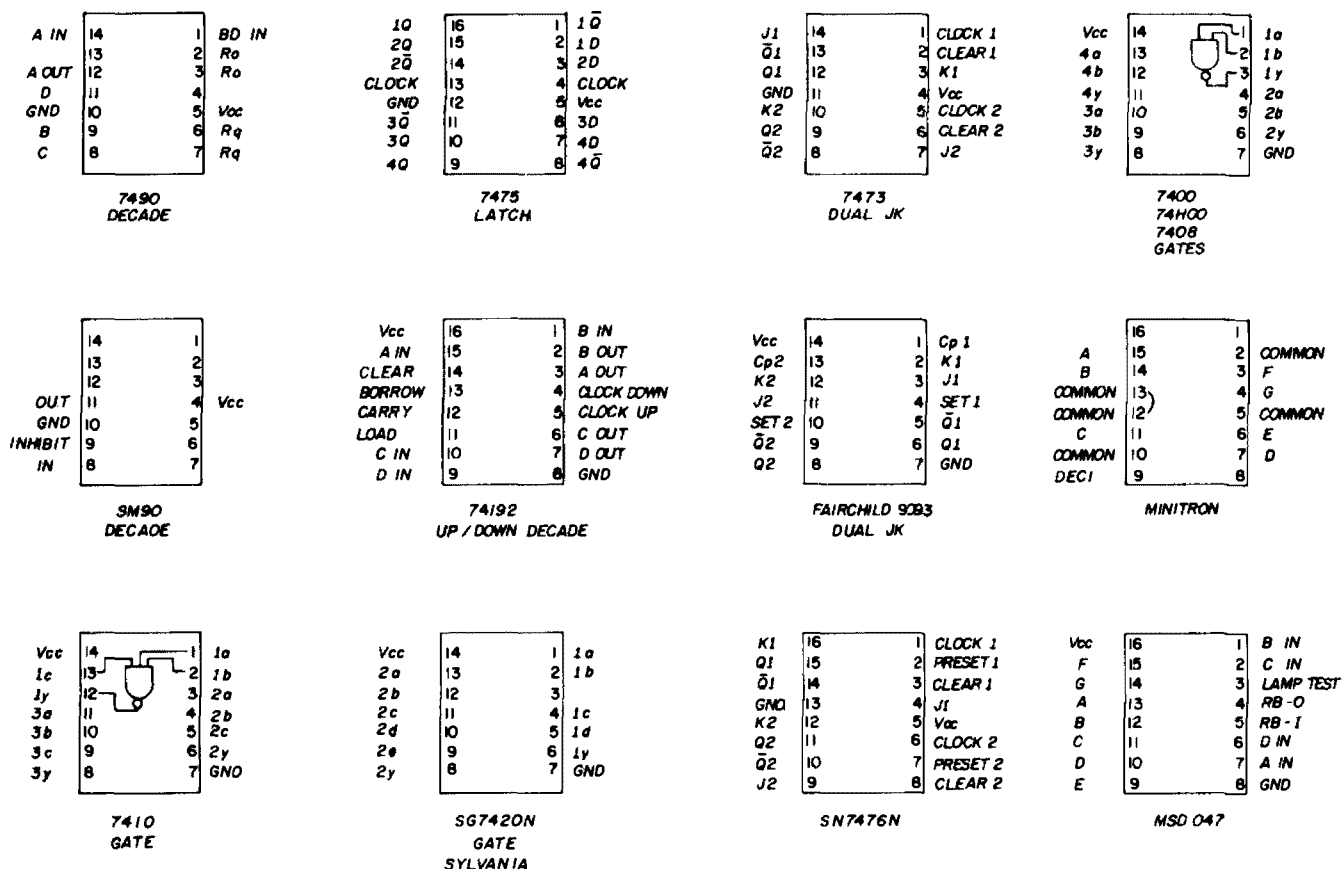 A IN 14 1 BD IN
13 2 Ro
A OUT 12 3 Ro
D 11 4
GND 10 5 Vcc
B 9 6 Rq
C 8 7 Rq
7490
DECADE
1Q 16 1 1Q̅
2Q 15 2 1D
2Q̅ 14 3 2D
CLOCK 13 4 CLOCK
GND 12 5 Vcc
3Q̅ 11 6 3D
3Q 10 7 4D
4Q 9 8 4Q̅
7475
LATCH
J1 14 1 CLOCK 1
Q̅1 13 2 CLEAR 1
Q1 12 3 K1
GND 11 4 Vcc
K2 10 5 CLOCK 2
Q2 9 6 CLEAR 2
Q̅2 8 7 J2
7473
DUAL JK
Vcc 14 1 1a
4a 13 2 1b
4b 12 3 1y
4y 11 4 2a
3a 10 5 2b
3b 9 6 2y
3y 8 7 GND
7400
74H00
7408
GATES
14 1
13 2
12 3
OUT 11 4 Vcc
GND 10 5
INHIBIT 9 6
IN 8 7
SM90
DECADE
Vcc 16 1 B IN
A IN 15 2 B OUT
CLEAR 14 3 A OUT
BORROW 13 4 CLOCK DOWN
CARRY 12 5 CLOCK UP
LOAD 11 6 C OUT
C IN 10 7 D OUT
D IN 9 8 GND
74192
UP / DOWN DECADE
Vcc 14 1 Cp 1
Cp2 13 2 K1
K2 12 3 J1
J2 11 4 SET 1
SET 2 10 5 Q̅1
Q̅2 9 6 Q1
Q2 8 7 GND
FAIRCHILD 9093
DUAL JK
16 1
A 15 2 COMMON
B 14 3 F
COMMON 13 4 G
COMMON 12 5 COMMON
C 11 6 E
COMMON 10 7 D
DECI 9 8
MINITRON
Vcc 14 1 1a
1c 13 2 1b
1y 12 3 2a
3a 11 4 2b
3b 10 5 2c
3c 9 6 2y
3y 8 7 GND
7410
GATE
Vcc 14 1 1a
2a 13 2 1b
2b 12 3
2c 11 4 1c
2d 10 5 1d
2e 9 6 1y
2y 8 7 GND
SG7420N
GATE
SYLVANIA
K1 16 1 CLOCK 1
Q1 15 2 PRESET 1
Q̅1 14 3 CLEAR 1
GND 13 4 J1
K2 12 5 Vcc
Q2 11 6 CLOCK 2
Q̅2 10 7 PRESET 2
J2 9 8 CLEAR 2
SN7476N
Vcc 16 1 B IN
F 15 2 C IN
G 14 3 LAMP TEST
A 13 4 RB-O
B 12 5 RB-I
C 11 6 D IN
D 10 7 A IN
E 9 8 GND
MSD 047